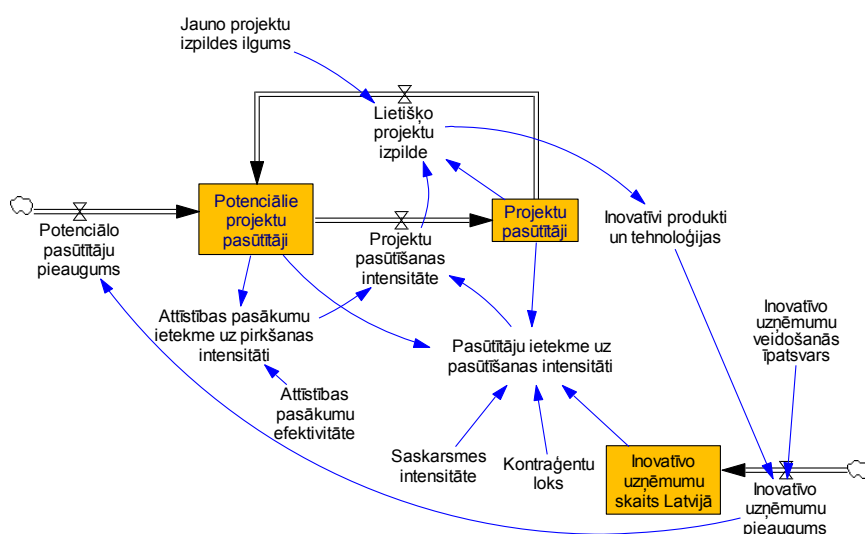 Jauno projektu
izpildes ilgums
Lietišķo
projektu
izpilde
Potenciālie
projektu
pasūtītāji
Projektu
pasūtītāji
Potenciālo
pasūtītāju
pieaugums
Projektu
pasūtīšanas
intensitāte
Inovatīvi produkti
un tehnoloģijas
Attīstības pasākumu
ietekme uz pirkšanas
intensitāti
Pasūtītāju ietekme uz
pasūtīšanas intensitāti
Inovatīvo
uzņēmumu
veidošanās
īpatsvars
Attīstības
pasākumu
efektivitāte
Saskarsmes
intensitāte
Kontraģentu
loks
Inovatīvo
uzņēmumu
skaits Latvijā
Inovatīvo
uzņēmumu
pieaugums